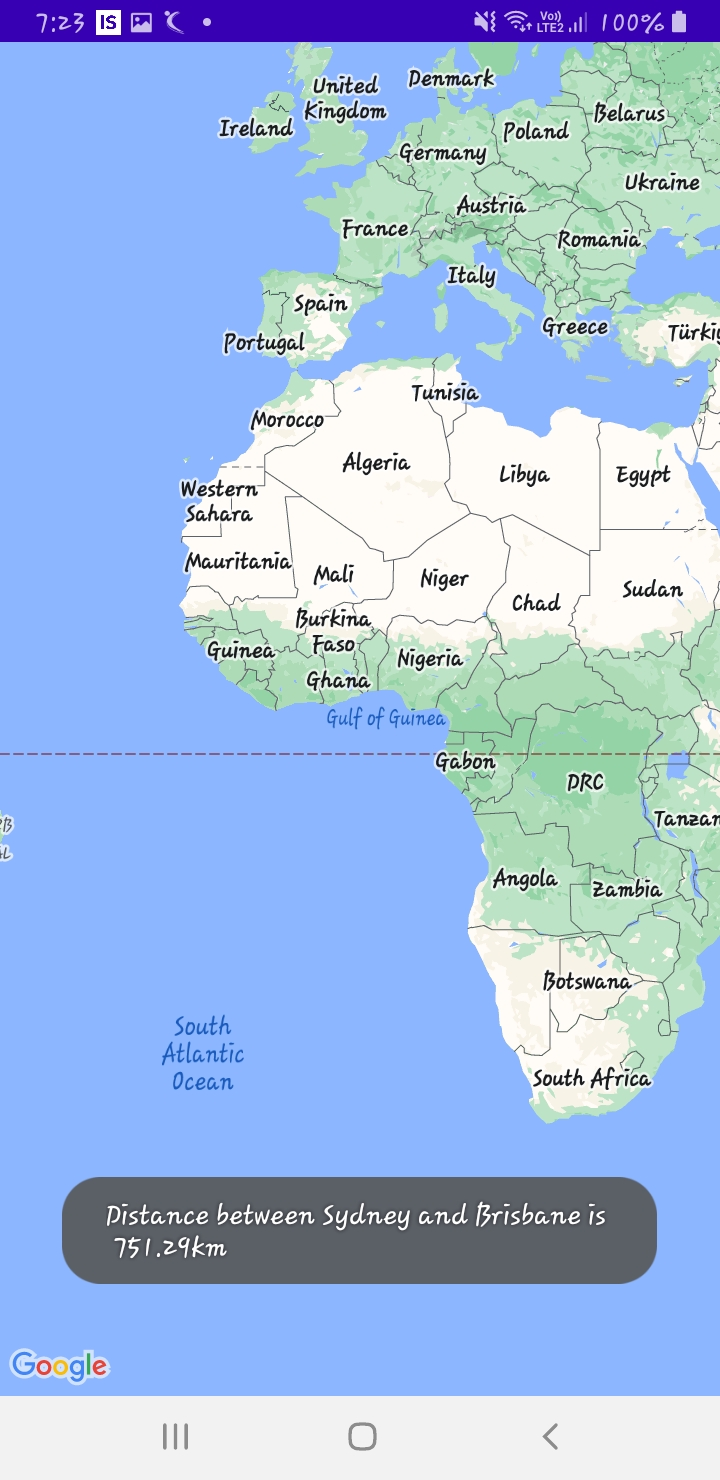 7:23 IS Vo)) LTE2 100%
Denmark
United
Kingdom
Belarus
Ireland
Poland
Germany
Ukraine
Austria
France
Romania
Italy
Spain
Greece
Portugal
Tunisia
Morocco
Algeria
Libya
Egypt
Western
Sahara
Mauritania
Mali
Niger
Sudan
Chad
Burkina
Faso
Guinea
Nigeria
Ghana
Gulf of Guinea
Gabon
DRC
Angola
Zambia
Botswana
South
Atlantic
Ocean
South Africa
Distance between Sydney and Brisbane is
751.29km
Google